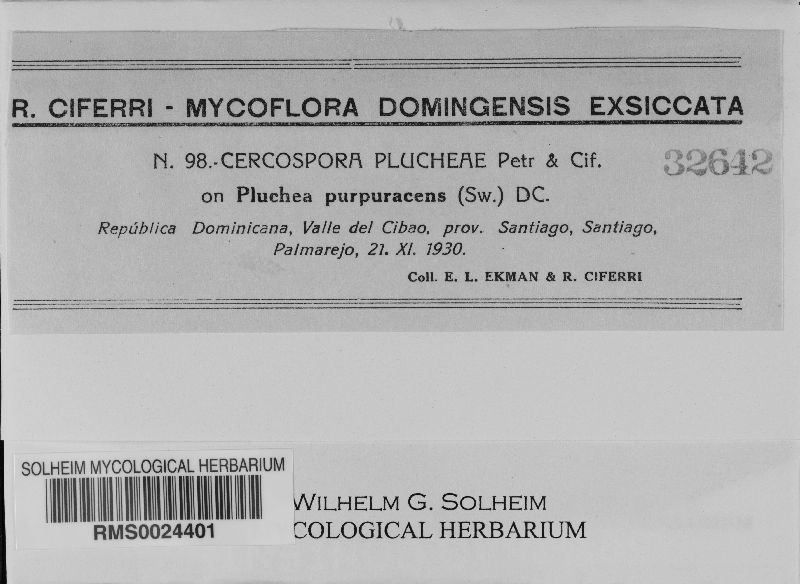 R. CIFERRI - MYCOFLORA DOMINGENSIS EXSICCATA
N. 98.-CERCOSPORA PLUCHEAE Petr & Cif.
32642
on Pluchea purpuracens (Sw.) DC.
República Dominicana, Valle del Cibao, prov. Santiago, Santiago,
Palmarejo, 21. XI. 1930.
Coll. E. L. EKMAN & R. CIFERRI
SOLHEIM MYCOLOGICAL HERBARIUM
RMS0024401
WILHELM G. SOLHEIM
COLOGICAL HERBARIUM